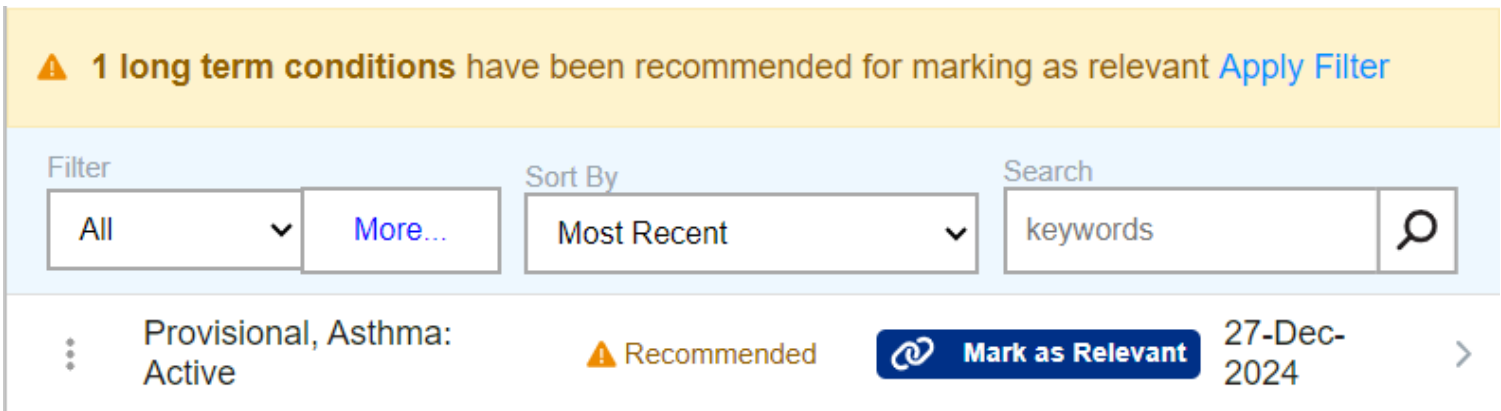 1 long term conditions have been recommended for marking as relevant Apply Filter
Filter
Sort By
Search
All
More...
Most Recent
keywords
Provisional, Asthma:
Active
Recommended
Mark as Relevant
27-Dec-
2024